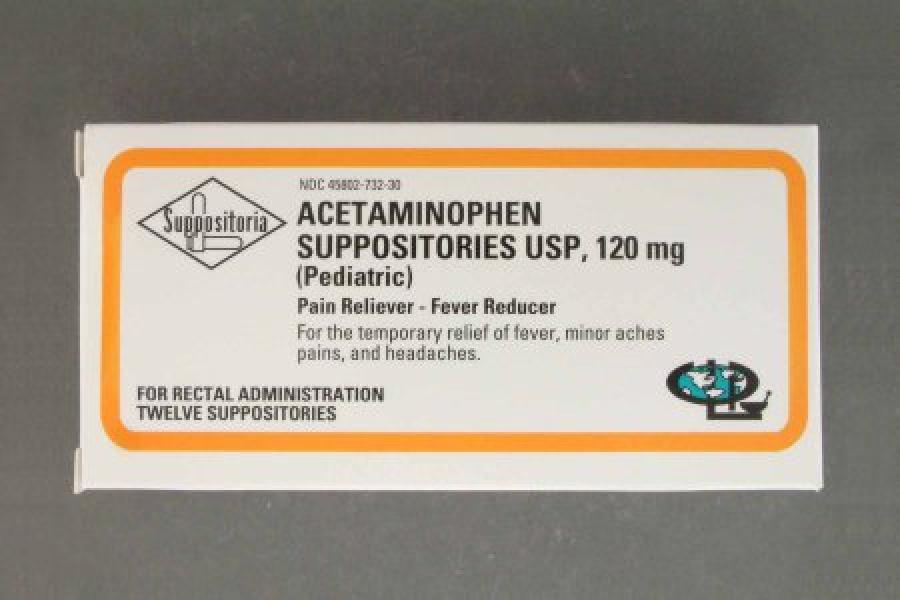 NDC 45802-732-30
Suppositoria
ACETAMINOPHEN
SUPPOSITORIES USP, 120 mg
(Pediatric)
Pain Reliever - Fever Reducer
For the temporary relief of fever, minor aches
pains, and headaches.
FOR RECTAL ADMINISTRATION
TWELVE SUPPOSITORIES